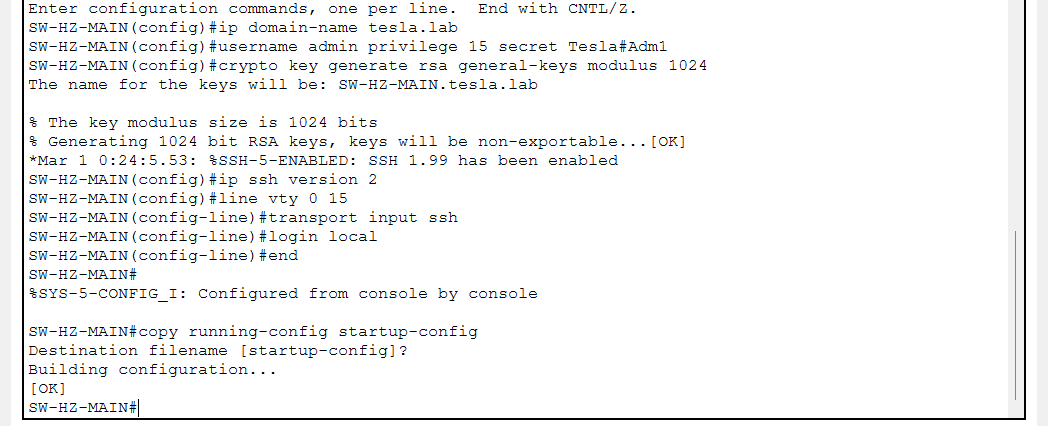 Enter configuration commands, one per line.  End with CNTL/Z.
SW-HZ-MAIN(config)#ip domain-name tesla.lab
SW-HZ-MAIN(config)#username admin privilege 15 secret Tesla#Adm1
SW-HZ-MAIN(config)#crypto key generate rsa general-keys modulus 1024
The name for the keys will be: SW-HZ-MAIN.tesla.lab

% The key modulus size is 1024 bits
% Generating 1024 bit RSA keys, keys will be non-exportable...[OK]
*Mar 1 0:24:5.53: %SSH-5-ENABLED: SSH 1.99 has been enabled
SW-HZ-MAIN(config)#ip ssh version 2
SW-HZ-MAIN(config)#line vty 0 15
SW-HZ-MAIN(config-line)#transport input ssh
SW-HZ-MAIN(config-line)#login local
SW-HZ-MAIN(config-line)#end
SW-HZ-MAIN#
%SYS-5-CONFIG_I: Configured from console by console

SW-HZ-MAIN#copy running-config startup-config
Destination filename [startup-config]?
Building configuration...
[OK]
SW-HZ-MAIN#